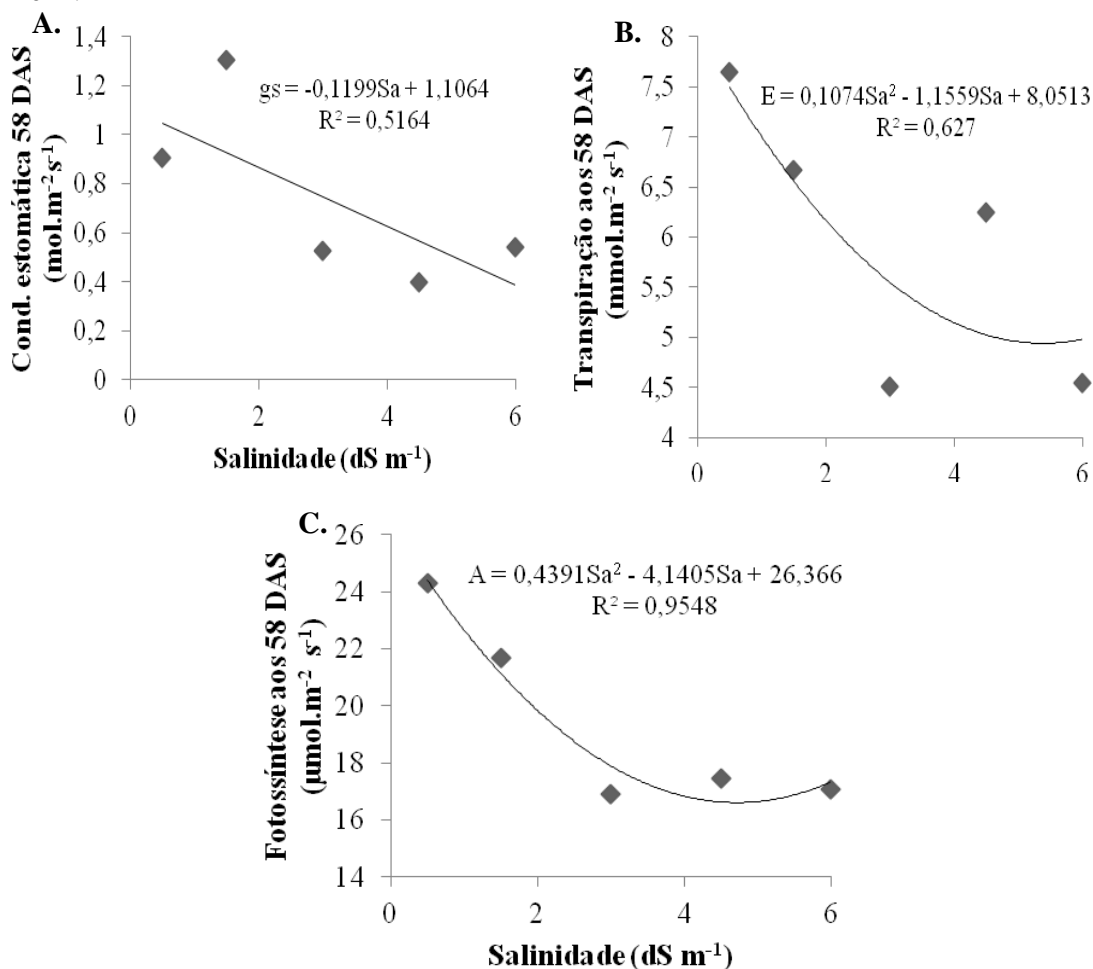 A.
Cond. estomática 58 DAS
(mol.m⁻² s⁻¹)
1,4
1,2
1
0,8
0,6
0,4
0,2
0
gs = -0,1199Sa + 1,1064
R² = 0,5164
0 2 4 6
Salinidade (dS m⁻¹)
B.
Transpiração aos 58 DAS
(mmol.m⁻² s⁻¹)
8
7,5
7
6,5
6
5,5
5
4,5
4
E = 0,1074Sa² - 1,1559Sa + 8,0513
R² = 0,627
0 2 4 6
C.
Fotossíntese aos 58 DAS
(µmol.m⁻² s⁻¹)
26
24
22
20
18
16
14
A = 0,4391Sa² - 4,1405Sa + 26,366
R² = 0,9548
0 2 4 6
Salinidade (dS m⁻¹)